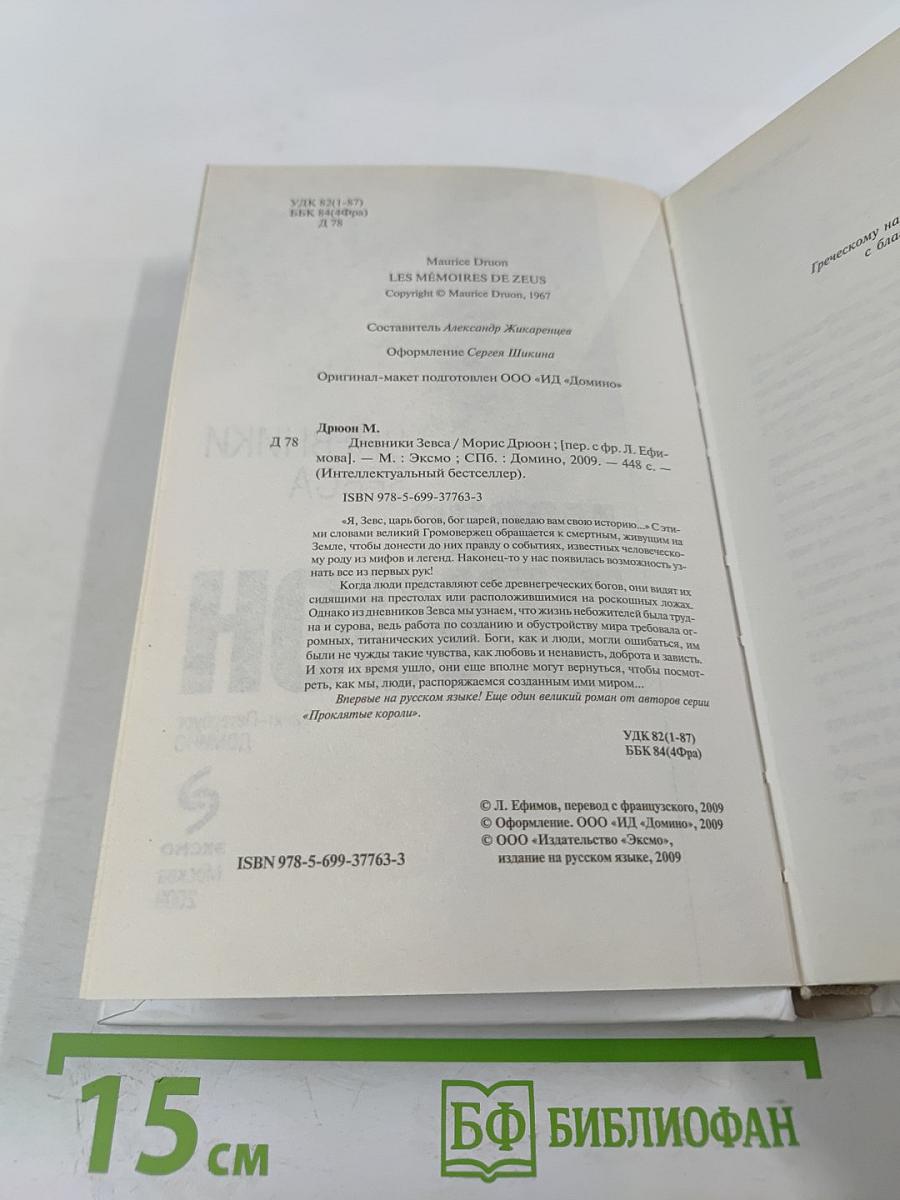 УДК 82(1-87)
ББК 84(4Фра)
Д 78
Maurice Druon
LES MÉMOIRES DE ZEUS
Copyright © Maurice Druon, 1967
Составитель Александр Жикаренцев
Оформление Сергея Шикина
Оригинал-макет подготовлен ООО «ИД «Домино»
Дрюон М.
Д 78 Дневники Зевса / Морис Дрюон ; [пер. с фр. Л. Ефи-
мова]. — М. : Эксмо ; СПб. : Домино, 2009. — 448 с. —
(Интеллектуальный бестселлер).
ISBN 978-5-699-37763-3
«Я, Зевс, царь богов, бог царей, поведаю вам свою историю...» С эти-
ми словами великий Громовержец обращается к смертным, живущим на
Земле, чтобы донести до них правду о событиях, известных человеческо-
му роду из мифов и легенд. Наконец-то у нас появилась возможность уз-
нать все из первых рук!
Когда люди представляют себе древнегреческих богов, они видят их
сидящими на престолах или расположившимися на роскошных ложах.
Однако из дневников Зевса мы узнаем, что жизнь небожителей была труд-
на и сурова, ведь работа по созданию и обустройству мира требовала ог-
ромных, титанических усилий. Боги, как и люди, могли ошибаться, им
были не чужды такие чувства, как любовь и ненависть, доброта и зависть.
И хотя их время ушло, они еще вполне могут вернуться, чтобы посмот-
реть, как мы, люди, распоряжаемся созданным ими миром...
Впервые на русском языке! Еще один великий роман от авторов серии
«Проклятые короли».
УДК 82(1-87)
ББК 84(4Фра)
© Л. Ефимов, перевод с французского, 2009
© Оформление. ООО «ИД «Домино», 2009
© ООО «Издательство «Эксмо»,
издание на русском языке, 2009
ISBN 978-5-699-37763-3
Греческому на
с бла
15 см
БФ БИБЛИОФАН